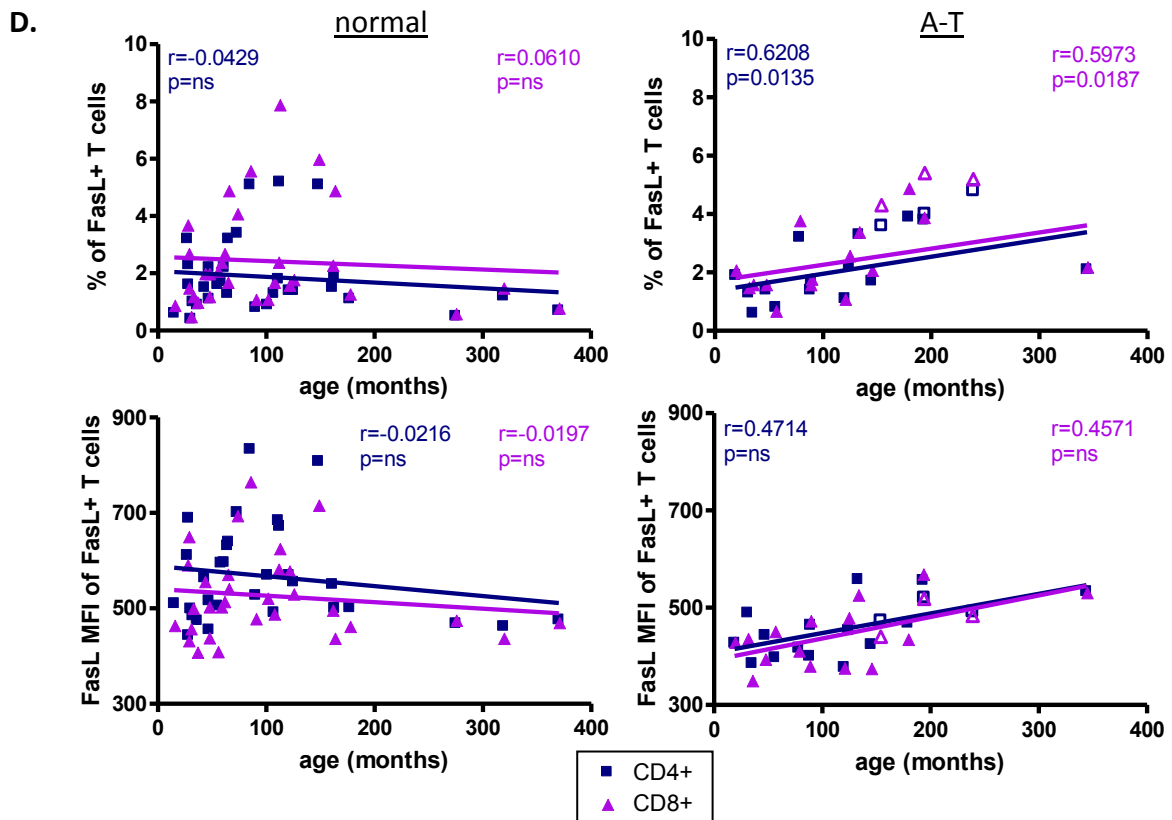 D.
normal
A-T
% of FasL+ T cells
10
8
6
4
2
0
r=-0.0429
p=ns
r=0.0610
p=ns
0
100
200
300
400
age (months)
% of FasL+ T cells
10
8
6
4
2
0
r=0.6208
p=0.0135
r=0.5973
p=0.0187
0
100
200
300
400
age (months)
FasL MFI of FasL+ T cells
900
700
500
300
r=-0.0216
p=ns
r=-0.0197
p=ns
0
100
200
300
400
age (months)
FasL MFI of FasL+ T cells
900
700
500
300
r=0.4714
p=ns
r=0.4571
p=ns
0
100
200
300
400
age (months)
CD4+
CD8+